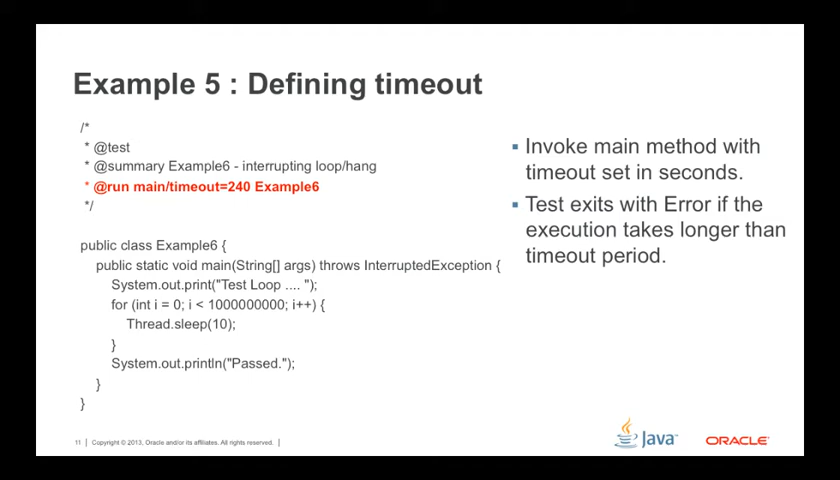 Example 5 : Defining timeout
/*
* @test
* @summary Example6 - interrupting loop/hang
* @run main/timeout=240 Example6
*/
public class Example6 {
public static void main(String[] args) throws InterruptedException {
System.out.print("Test Loop .... ");
for (int i = 0; i < 1000000000; i++) {
Thread.sleep(10);
}
System.out.println("Passed.");
}
}
▪ Invoke main method with
timeout set in seconds.
▪ Test exits with Error if the
execution takes longer than
timeout period.
11 | Copyright © 2013, Oracle and/or its affiliates. All rights reserved. |
Java™
ORACLE®